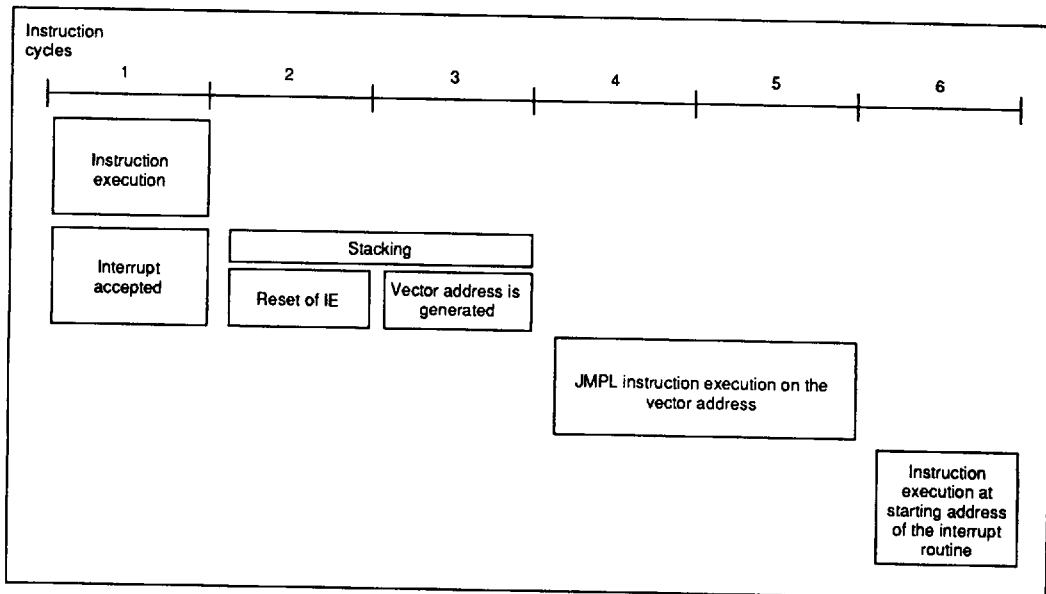 Instruction
cycles
1
2
3
4
5
6
Instruction
execution
Interrupt
accepted
Stacking
Reset of IE
Vector address is
generated
JMPL instruction execution on the
vector address
Instruction
execution at
starting address
of the interrupt
routine